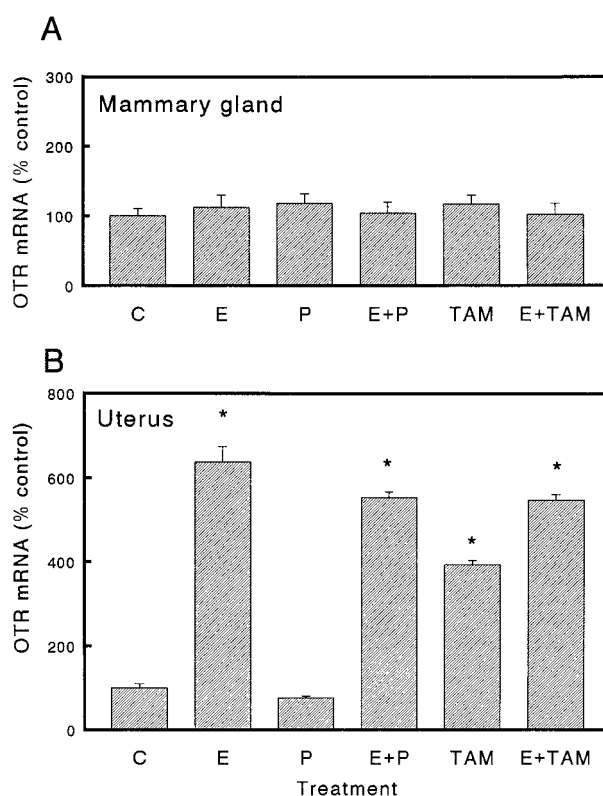 A
OTR mRNA (% control)
300
200
100
0
Mammary gland
C E P E+P TAM E+TAM
B
OTR mRNA (% control)
800
600
400
200
0
Uterus
* * * *
C E P E+P TAM E+TAM
Treatment